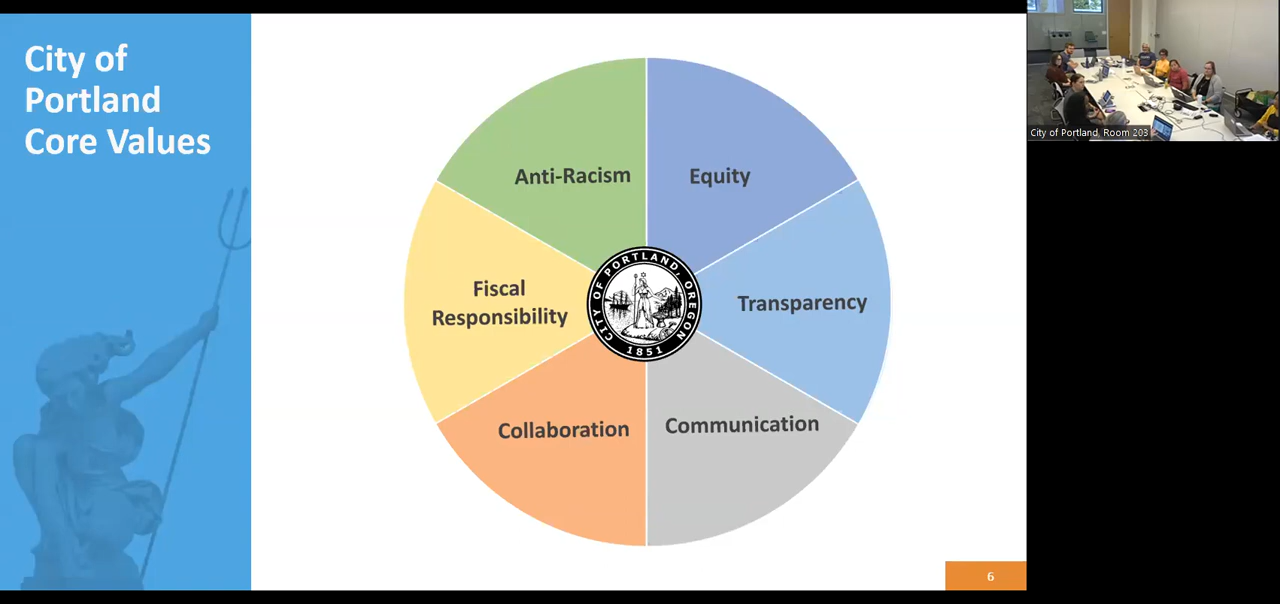 City of
Portland
Core Values
Anti-Racism
Equity
Fiscal
Responsibility
Transparency
Collaboration
Communication
CITY OF PORTLAND, OREGON
1851
6
City of Portland, Room 203